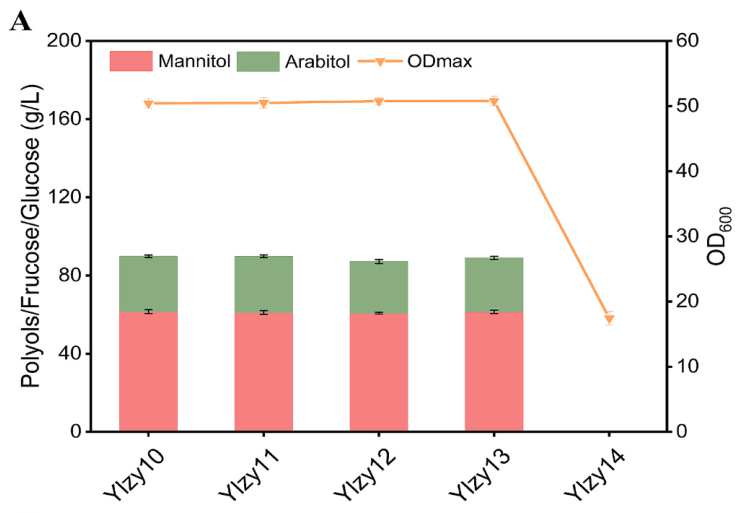 A
Mannitol Arabitol ODmax
Polyols/Frucose/Glucose (g/L)
200
160
120
80
40
0
60
50
40
30
20
10
0
OD600
Ylzy10 Ylzy11 Ylzy12 Ylzy13 Ylzy14